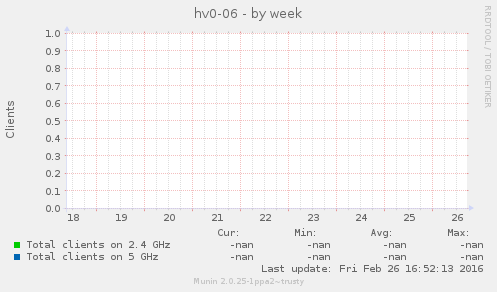 hv0-06 - by week
RRDTOOL / TOBI OETIKER
Clients
1.0
0.9
0.8
0.7
0.6
0.5
0.4
0.3
0.2
0.1
0.0
18 19 20 21 22 23 24 25 26
Cur: Min: Avg: Max:
Total clients on 2.4 GHz -nan -nan -nan -nan
Total clients on 5 GHz -nan -nan -nan -nan
Last update: Fri Feb 26 16:52:13 2016
Munin 2.0.25-1ppa2~trusty